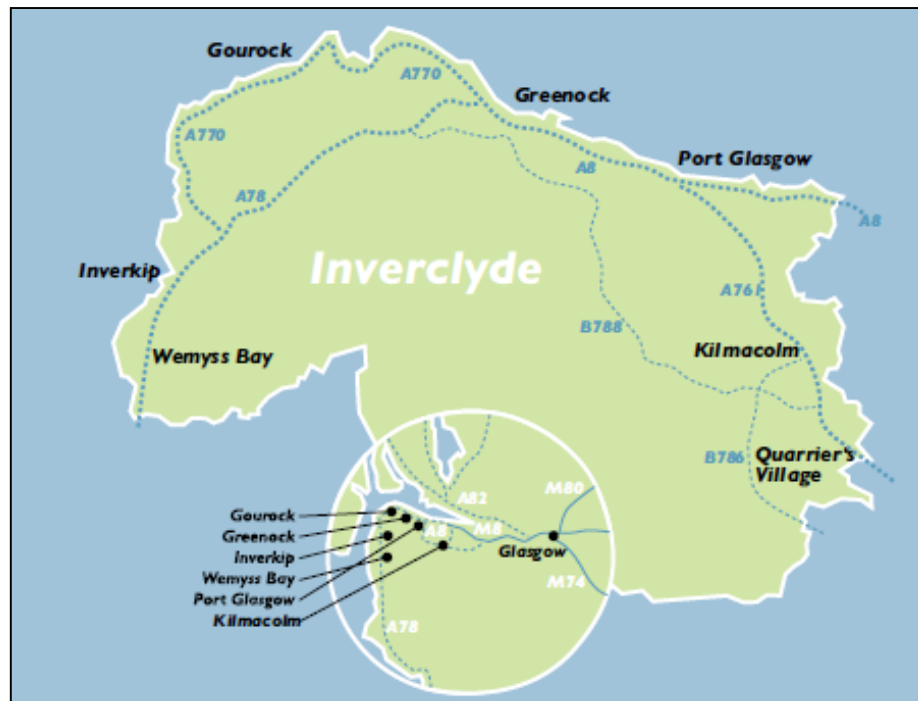 Gourock
A770
Greenock
A770
Port Glasgow
A8
A78
A8
Inverkip
Inverclyde
A761
B788
Wemyss Bay
Kilmacolm
B786
Quarrier's
Village
A82
M80
Gourock
Greenock
A8
M8
Inverkip
Glasgow
Wemyss Bay
M74
Port Glasgow
Kilmacolm
A78